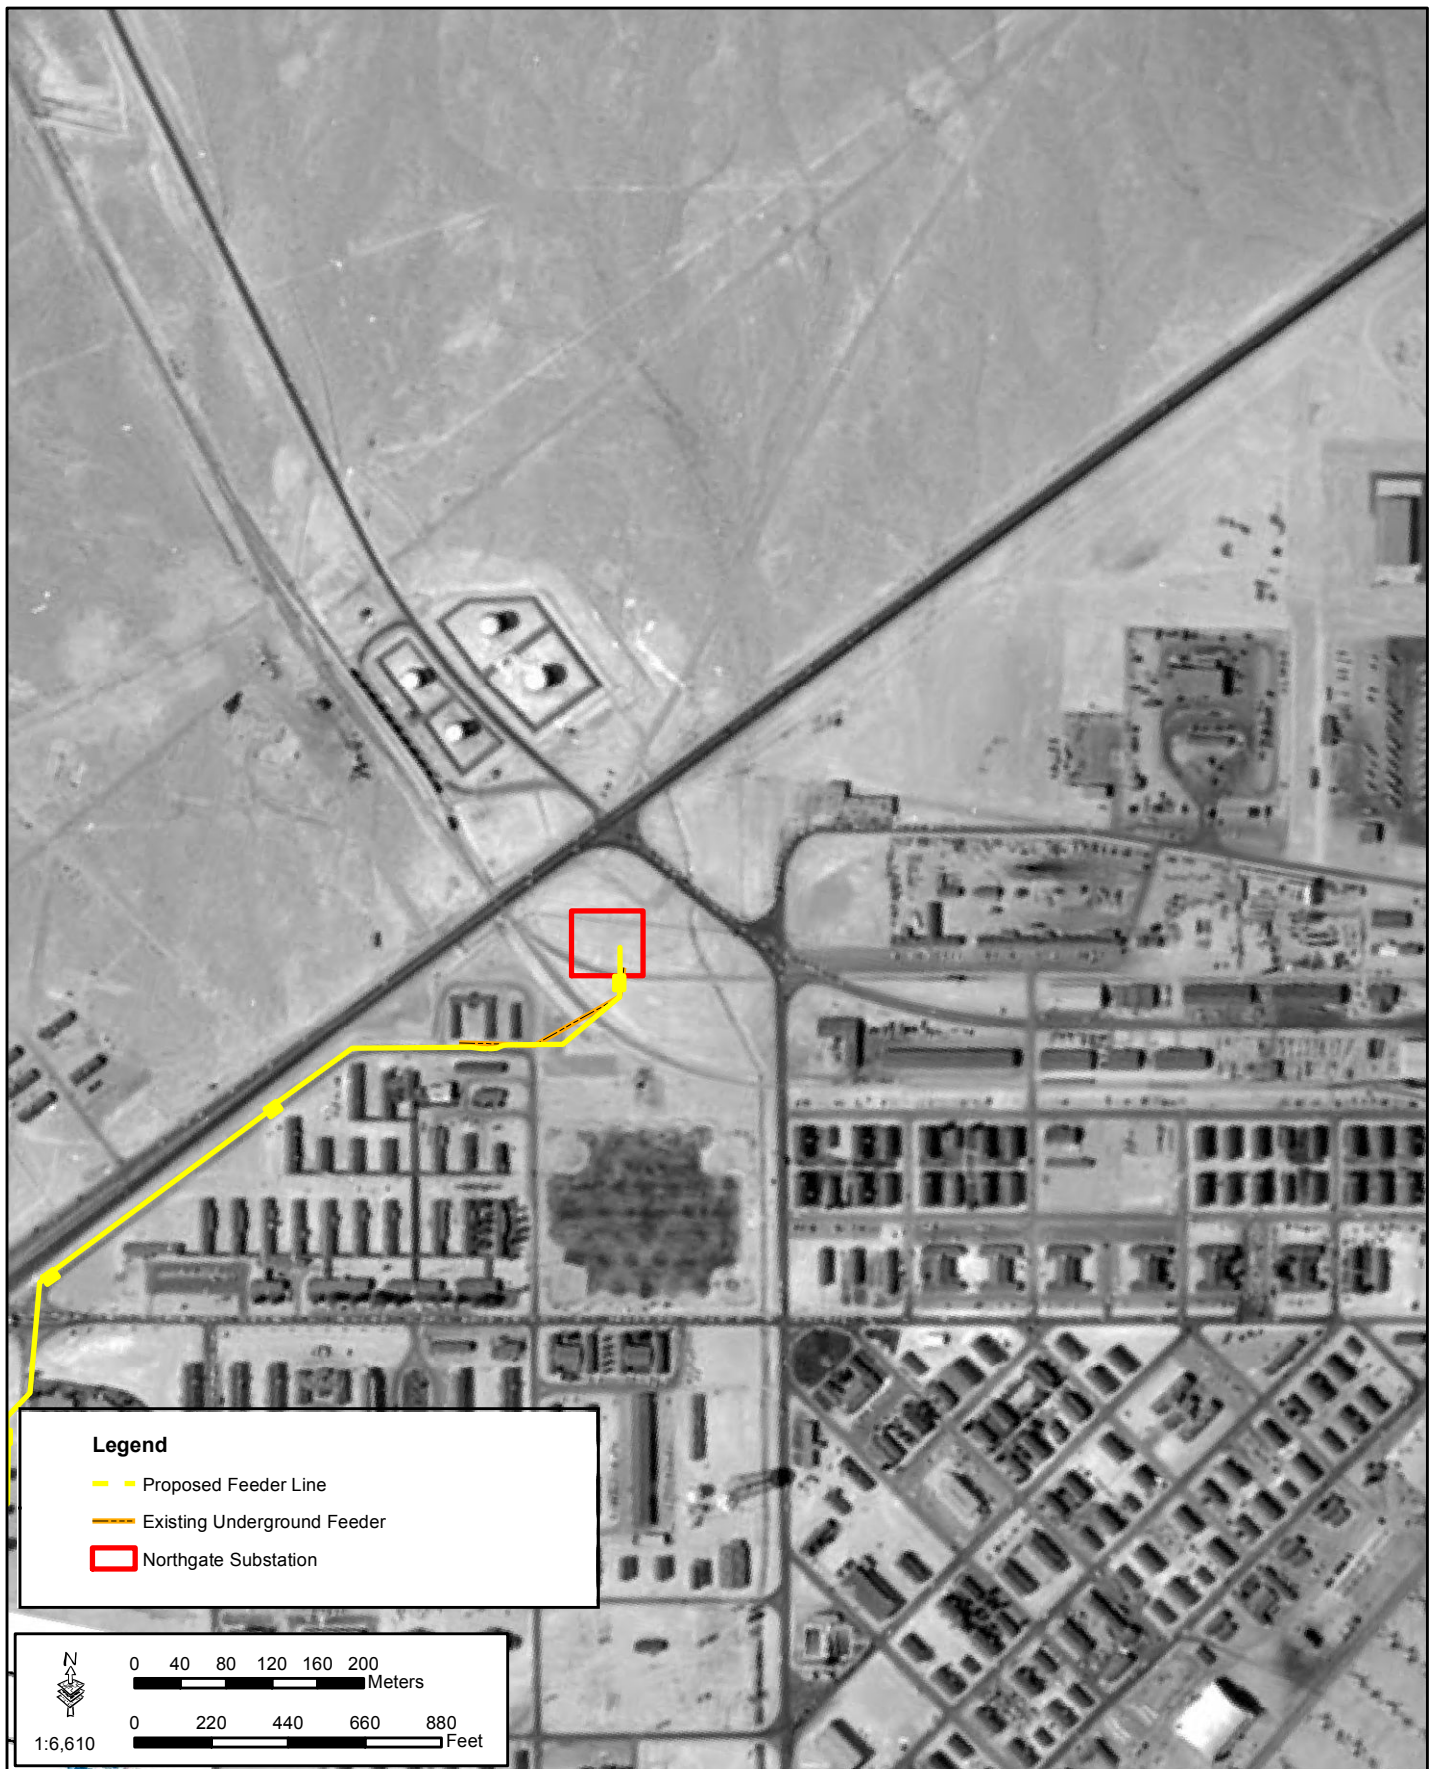 Legend
Proposed Feeder Line
Existing Underground Feeder
Northgate Substation
N
0 40 80 120 160 200
Meters
0 220 440 660 880
Feet
1:6,610